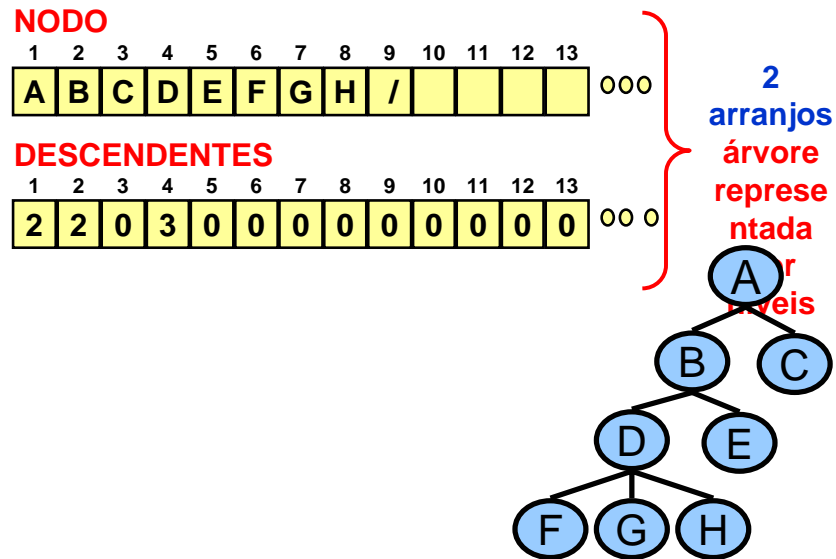 NODO
1 2 3 4 5 6 7 8 9 10 11 12 13
A B C D E F G H /
DESCENDENTES
1 2 3 4 5 6 7 8 9 10 11 12 13
2 2 0 3 0 0 0 0 0 0 0 0 0
2
arranjos
árvore
represe
ntada
A
B C
D E
F G H